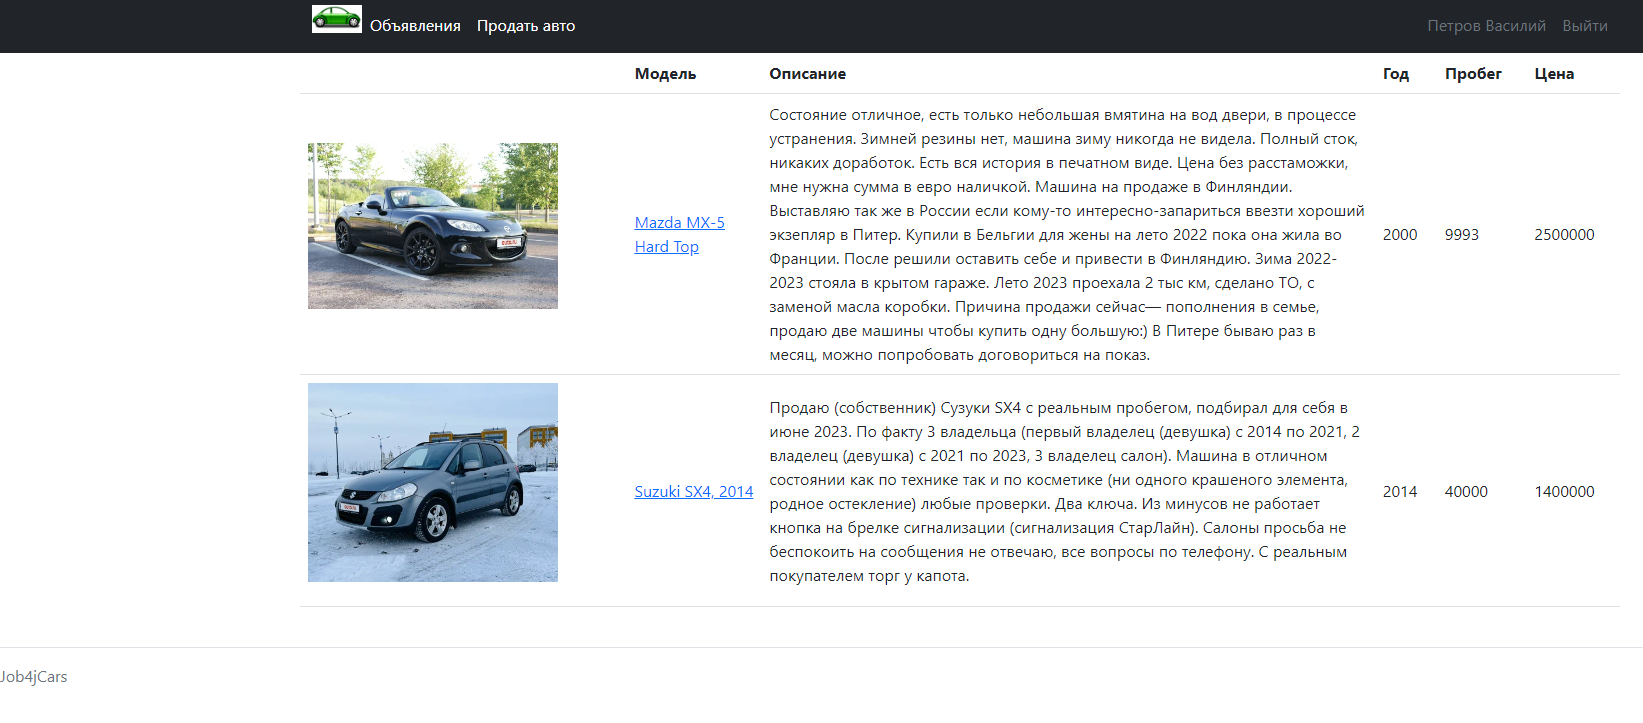 Объявления Продать авто Петров Василий Выйти
Модель Описание Год Пробег Цена
Состояние отличное, есть только небольшая вмятина на вод двери, в процессе
устранения. Зимней резины нет, машина зиму никогда не видела. Полный сток,
никаких доработок. Есть вся история в печатном виде. Цена без расстаможки,
мне нужна сумма в евро наличкой. Машина на продаже в Финляндии.
Выставляю так же в России если кому-то интересно-запариться ввезти хороший
экзепляр в Питер. Купили в Бельгии для жены на лето 2022 пока она жила во
Франции. После решили оставить себе и привести в Финляндию. Зима 2022-
2023 стояла в крытом гараже. Лето 2023 проехала 2 тыс км, сделано ТО, с
заменой масла коробки. Причина продажи сейчас— пополнения в семье,
продаю две машины чтобы купить одну большую:) В Питере бываю раз в
месяц, можно попробовать договориться на показ.
Mazda MX-5
Hard Top
2000 9993 2500000
auto.ru
Продаю (собственник) Сузуки SX4 с реальным пробегом, подбирал для себя в
июне 2023. По факту 3 владельца (первый владелец (девушка) с 2014 по 2021, 2
владелец (девушка) с 2021 по 2023, 3 владелец салон). Машина в отличном
состоянии как по технике так и по косметике (ни одного крашеного элемента,
родное остекление) любые проверки. Два ключа. Из минусов не работает
кнопка на брелке сигнализации (сигнализация СтарЛайн). Салоны просьба не
беспокоить на сообщения не отвечаю, все вопросы по телефону. С реальным
покупателем торг у капота.
Suzuki SX4, 2014
2014 40000 1400000
auto.ru
Job4jCars